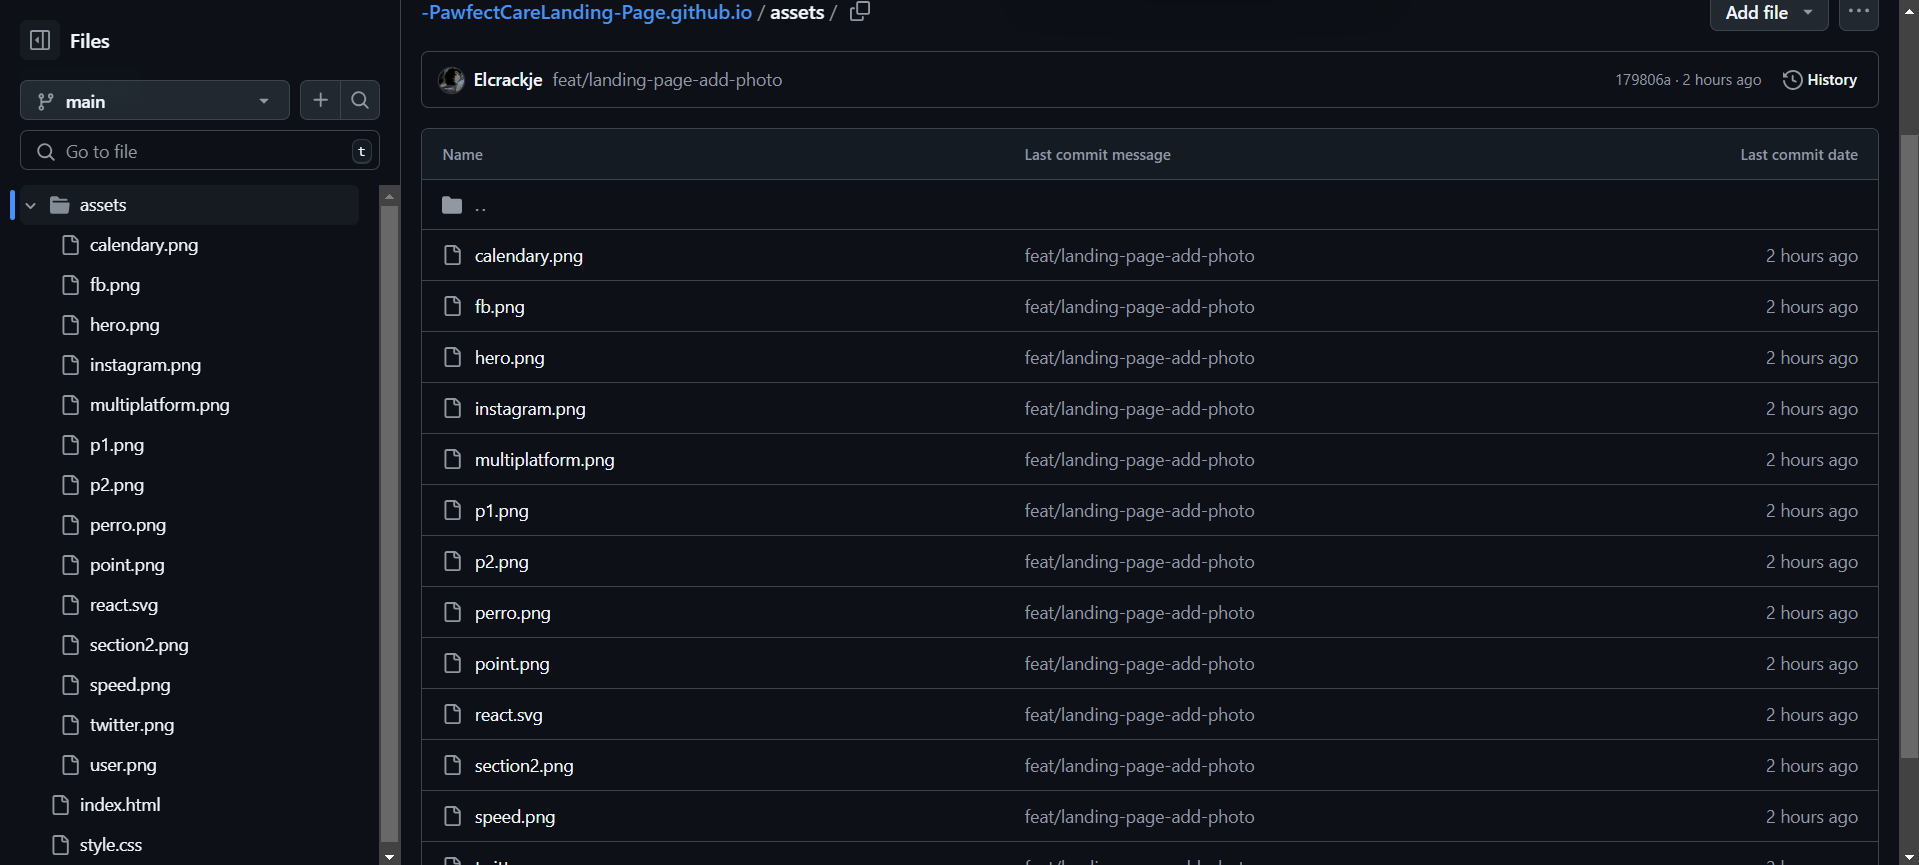 Files
main
Go to file
t
assets
calendary.png
fb.png
hero.png
instagram.png
multiplatform.png
p1.png
p2.png
perro.png
point.png
react.svg
section2.png
speed.png
twitter.png
user.png
index.html
style.css
-PawfectCareLanding-Page.github.io / assets /
Add file
Elcrackje feat/landing-page-add-photo 179806a · 2 hours ago History
Name Last commit message Last commit date
..
calendary.png feat/landing-page-add-photo 2 hours ago
fb.png feat/landing-page-add-photo 2 hours ago
hero.png feat/landing-page-add-photo 2 hours ago
instagram.png feat/landing-page-add-photo 2 hours ago
multiplatform.png feat/landing-page-add-photo 2 hours ago
p1.png feat/landing-page-add-photo 2 hours ago
p2.png feat/landing-page-add-photo 2 hours ago
perro.png feat/landing-page-add-photo 2 hours ago
point.png feat/landing-page-add-photo 2 hours ago
react.svg feat/landing-page-add-photo 2 hours ago
section2.png feat/landing-page-add-photo 2 hours ago
speed.png feat/landing-page-add-photo 2 hours ago